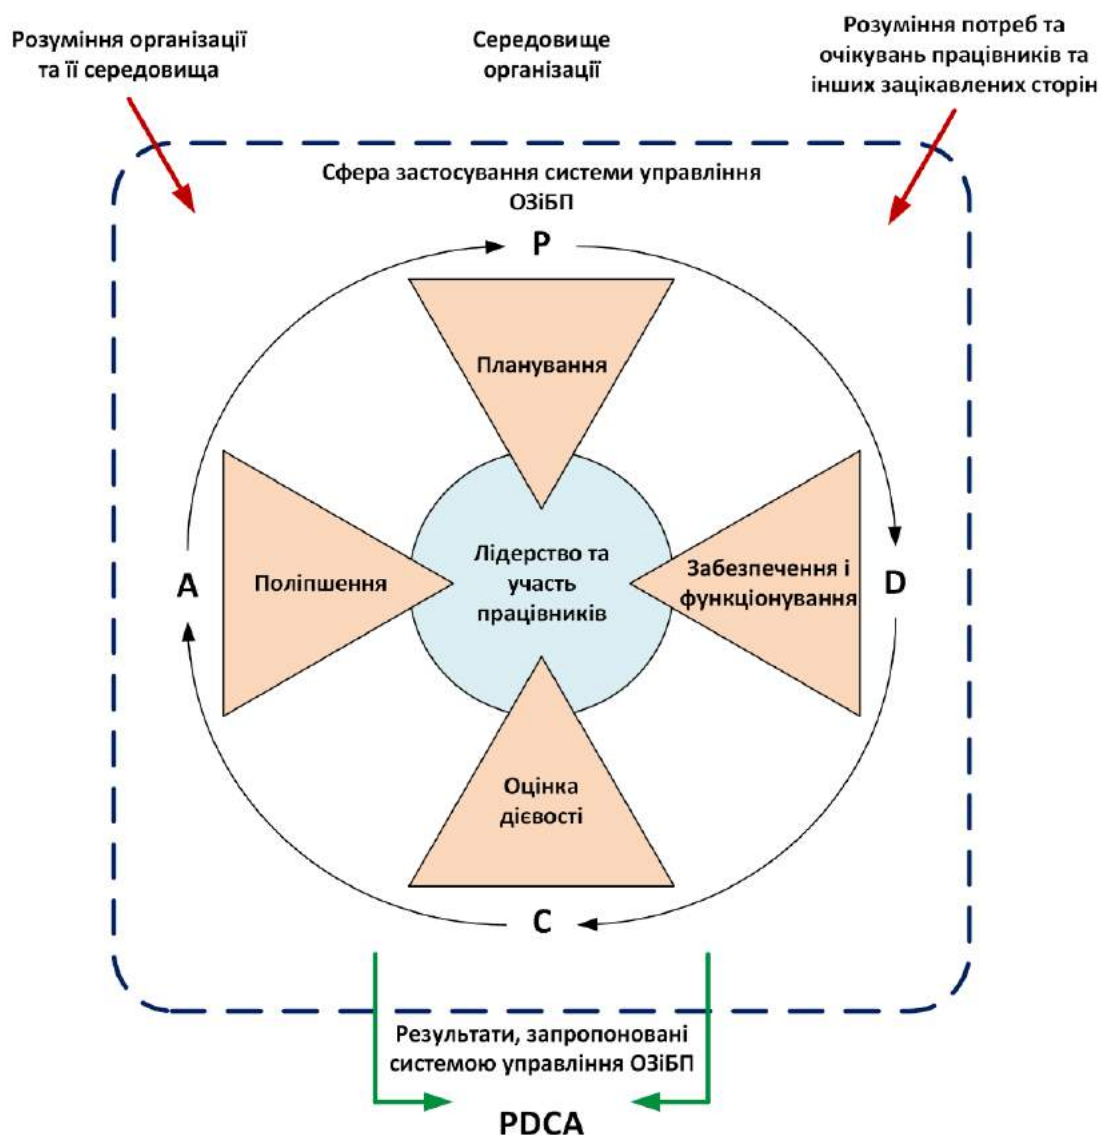 Розуміння організації
та її середовища
Середовище
організації
Розуміння потреб та
очікувань працівників та
інших зацікавлених сторін
Сфера застосування системи управління
ОЗіБП
P
Планування
Лідерство та
участь
працівників
Забезпечення і
функціонування
D
A
Поліпшення
Оцінка
дієвості
C
Результати, запропоновані
системою управління ОЗіБП
PDCA